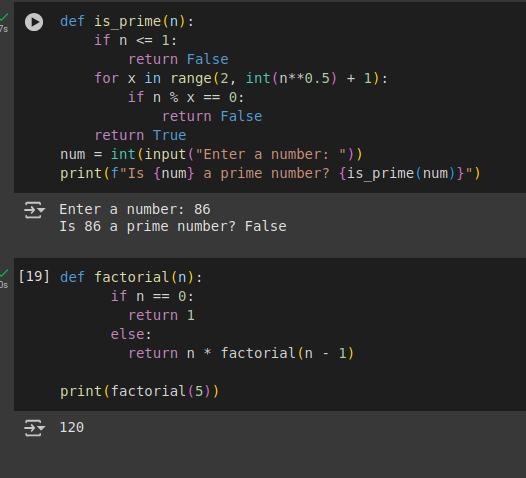 def is_prime(n):
    if n <= 1:
        return False
    for x in range(2, int(n**0.5) + 1):
        if n % x == 0:
            return False
    return True
num = int(input("Enter a number: "))
print(f"Is {num} a prime number? {is_prime(num)}")
7s
Enter a number: 86
Is 86 a prime number? False
[19] def factorial(n):
      if n == 0:
        return 1
      else:
        return n * factorial(n - 1)
print(factorial(5))
0s
120